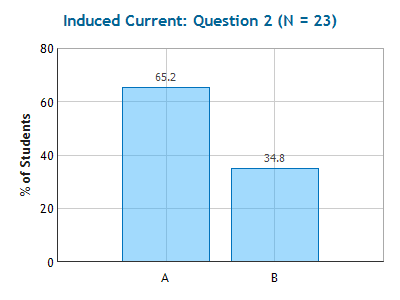 Induced Current: Question 2 (N = 23)
80
60
40
20
0
% of Students
65.2
34.8
A
B